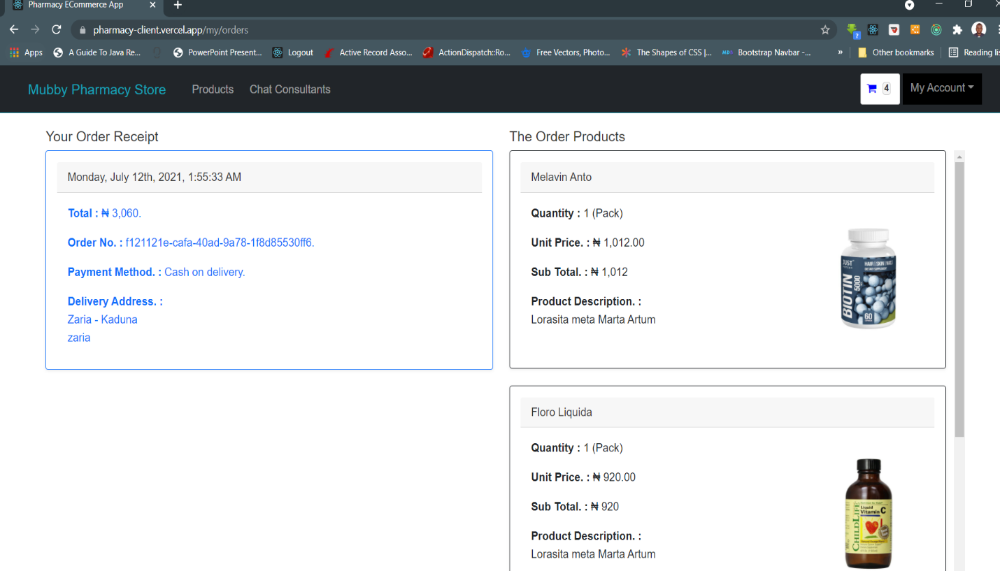 Pharmacy ECommerce App
pharmacy-client.vercel.app/my/orders
Apps
A Guide To Java Re...
PowerPoint Present...
Logout
Active Record Asso...
ActionDispatch::Ro...
Free Vectors, Photo...
The Shapes of CSS |...
Bootstrap Navbar -...
»
Other bookmarks
Reading lis
Mubby Pharmacy Store
Products
Chat Consultants
4
My Account
Your Order Receipt
Monday, July 12th, 2021, 1:55:33 AM
Total : ₦ 3,060.
Order No. : f121121e-cafa-40ad-9a78-1f8d85530ff6.
Payment Method. : Cash on delivery.
Delivery Address. :
Zaria - Kaduna
zaria
The Order Products
Melavin Anto
Quantity : 1 (Pack)
Unit Price. : ₦ 1,012.00
Sub Total. : ₦ 1,012
Product Description. :
Lorasita meta Marta Artum
JUST
HAIR | SKIN | NAILS
DIETARY SUPPLEMENT
BIOTIN
5000
60
Floro Liquida
Quantity : 1 (Pack)
Unit Price. : ₦ 920.00
Sub Total. : ₦ 920
Product Description. :
Lorasita meta Marta Artum
CHILDLIFE
Liquid
Vitamin C